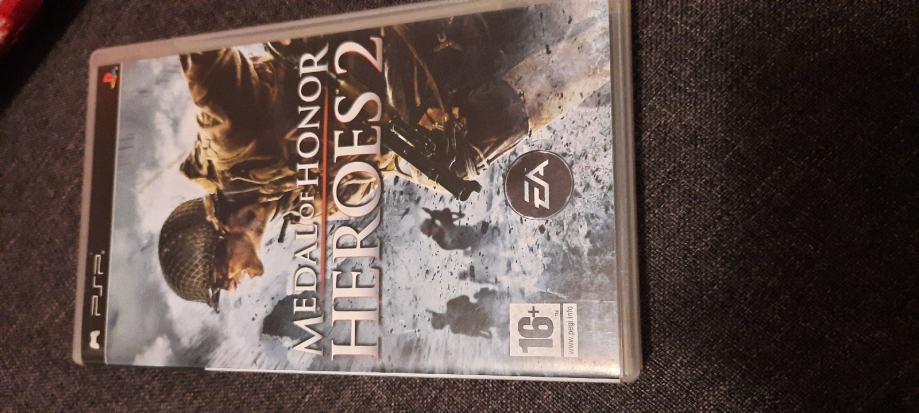 PSP
MEDAL OF HONOR
HEROES 2
EA
16+
www.pegi.info